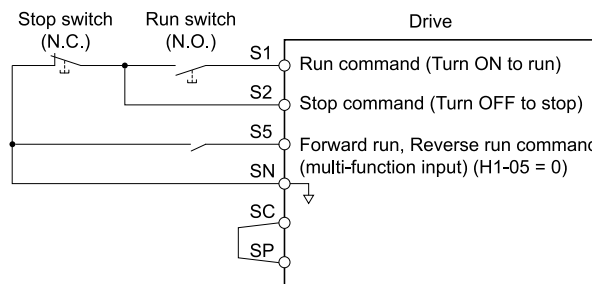 Stop switch
(N.C.)
Run switch
(N.O.)
Drive
S1
Run command (Turn ON to run)
S2
Stop command (Turn OFF to stop)
S5
Forward run, Reverse run command
(multi-function input) (H1-05 = 0)
SN
SC
SP